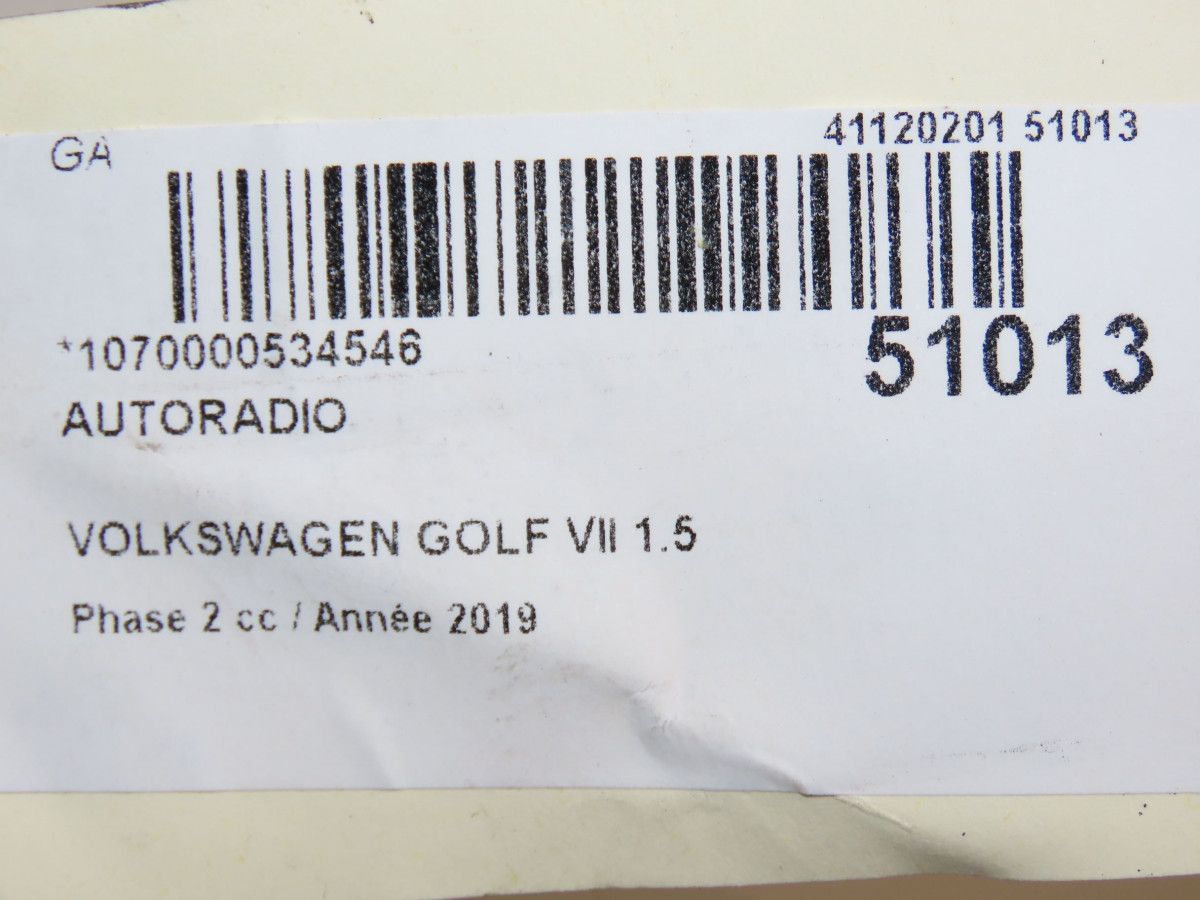 GA
41120201 51013
*1070000534546
51013
AUTORADIO
VOLKSWAGEN GOLF VII 1.5
Phase 2 cc / Année 2019